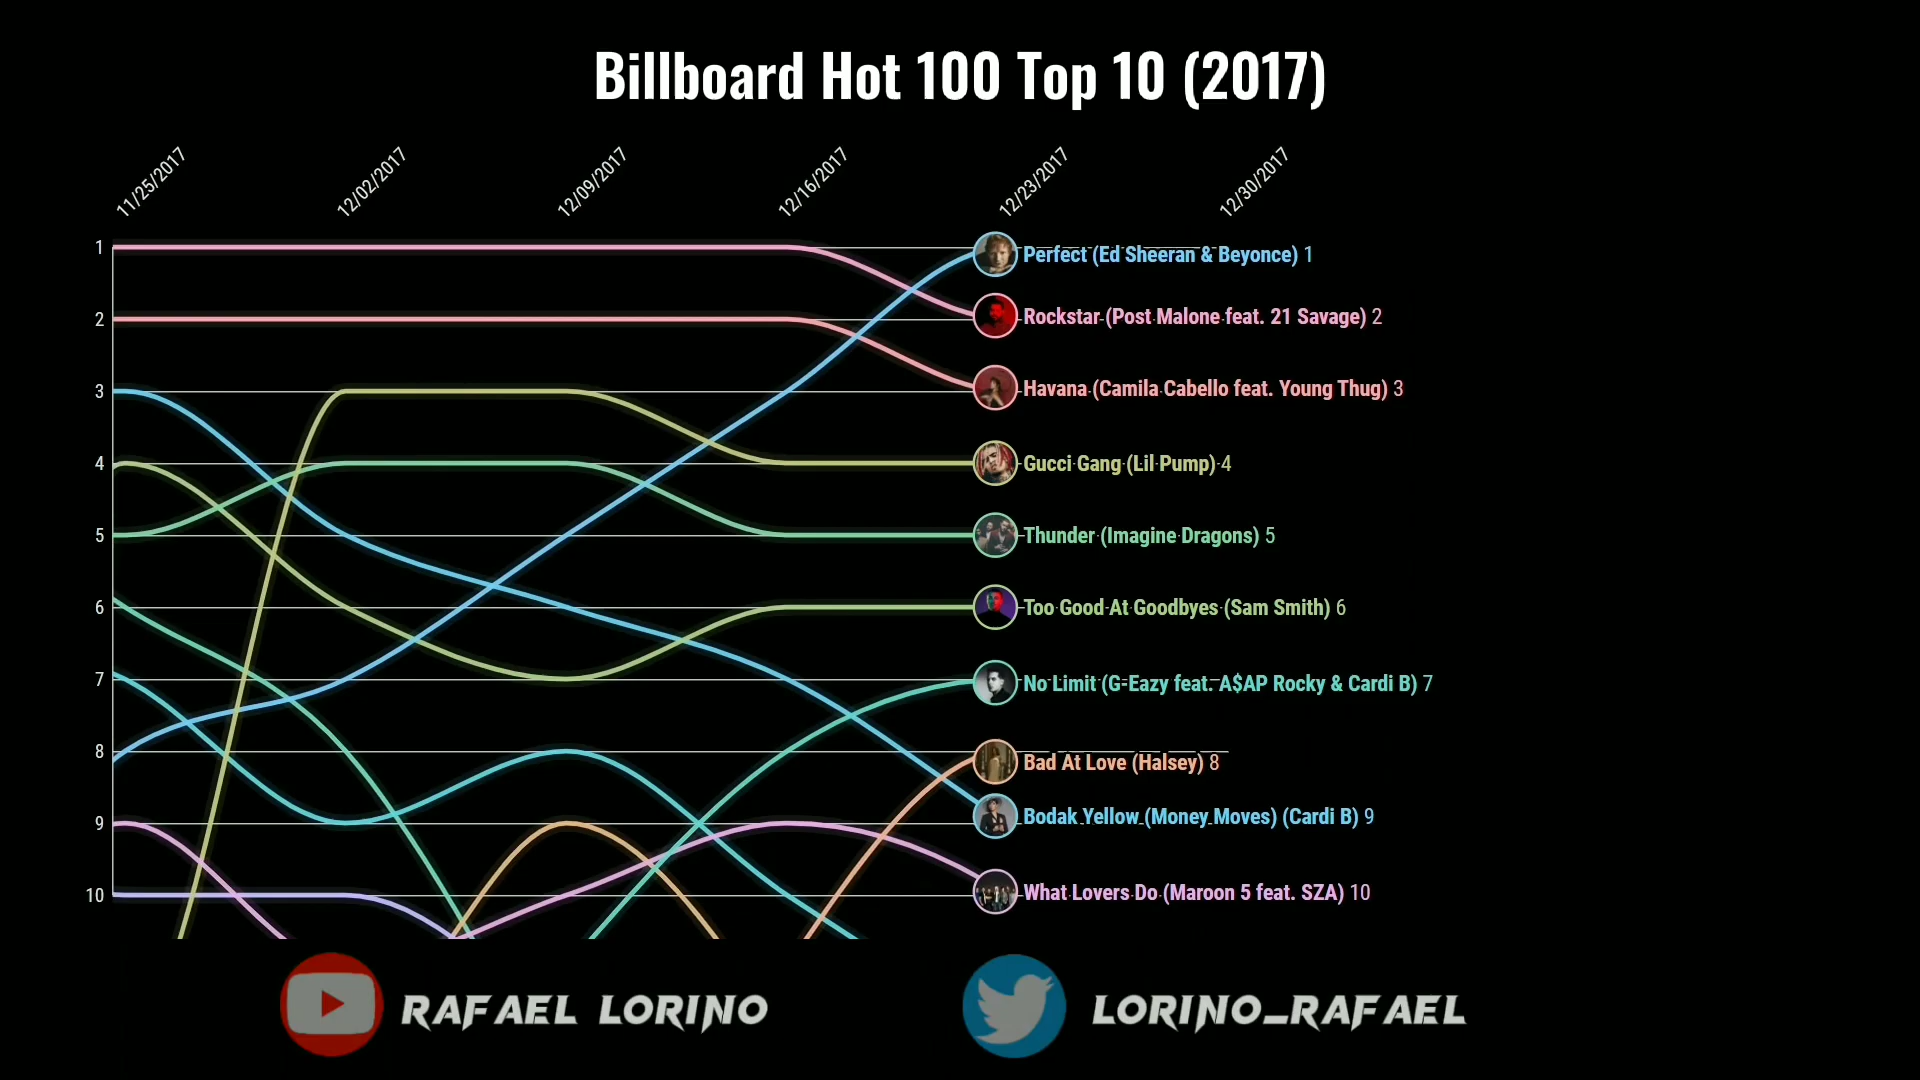 Billboard Hot 100 Top 10 (2017)
11/25/2017
12/02/2017
12/09/2017
12/16/2017
12/23/2017
12/30/2017
1
2
3
4
5
6
7
8
9
10
Perfect (Ed Sheeran & Beyonce) 1
Rockstar (Post Malone feat. 21 Savage) 2
Havana (Camila Cabello feat. Young Thug) 3
Gucci Gang (Lil Pump) 4
Thunder (Imagine Dragons) 5
Too Good At Goodbyes (Sam Smith) 6
No Limit (G-Eazy feat. A$AP Rocky & Cardi B) 7
Bad At Love (Halsey) 8
Bodak Yellow (Money Moves) (Cardi B) 9
What Lovers Do (Maroon 5 feat. SZA) 10
RAFAEL LORINO
LORINO_RAFAEL